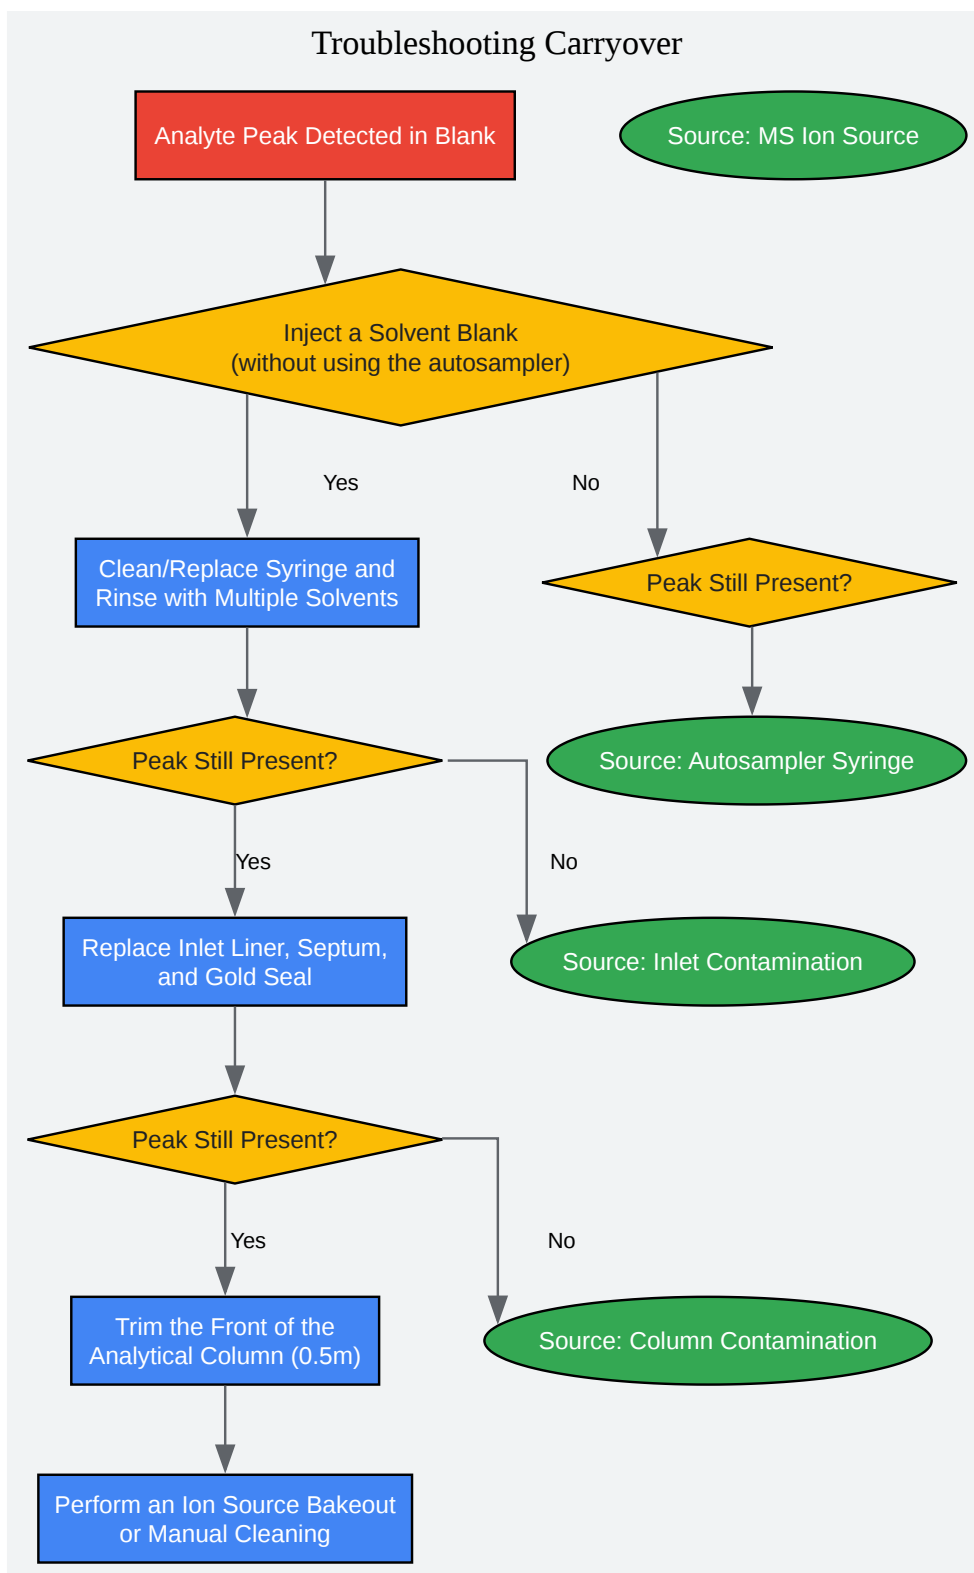 Troubleshooting Carryover
Analyte Peak Detected in Blank
Source: MS Ion Source
Inject a Solvent Blank
(without using the autosampler)
Yes
No
Clean/Replace Syringe and
Rinse with Multiple Solvents
Peak Still Present?
Peak Still Present?
Source: Autosampler Syringe
Yes
No
Replace Inlet Liner, Septum,
and Gold Seal
Source: Inlet Contamination
Peak Still Present?
Yes
No
Trim the Front of the
Analytical Column (0.5m)
Source: Column Contamination
Perform an Ion Source Bakeout
or Manual Cleaning